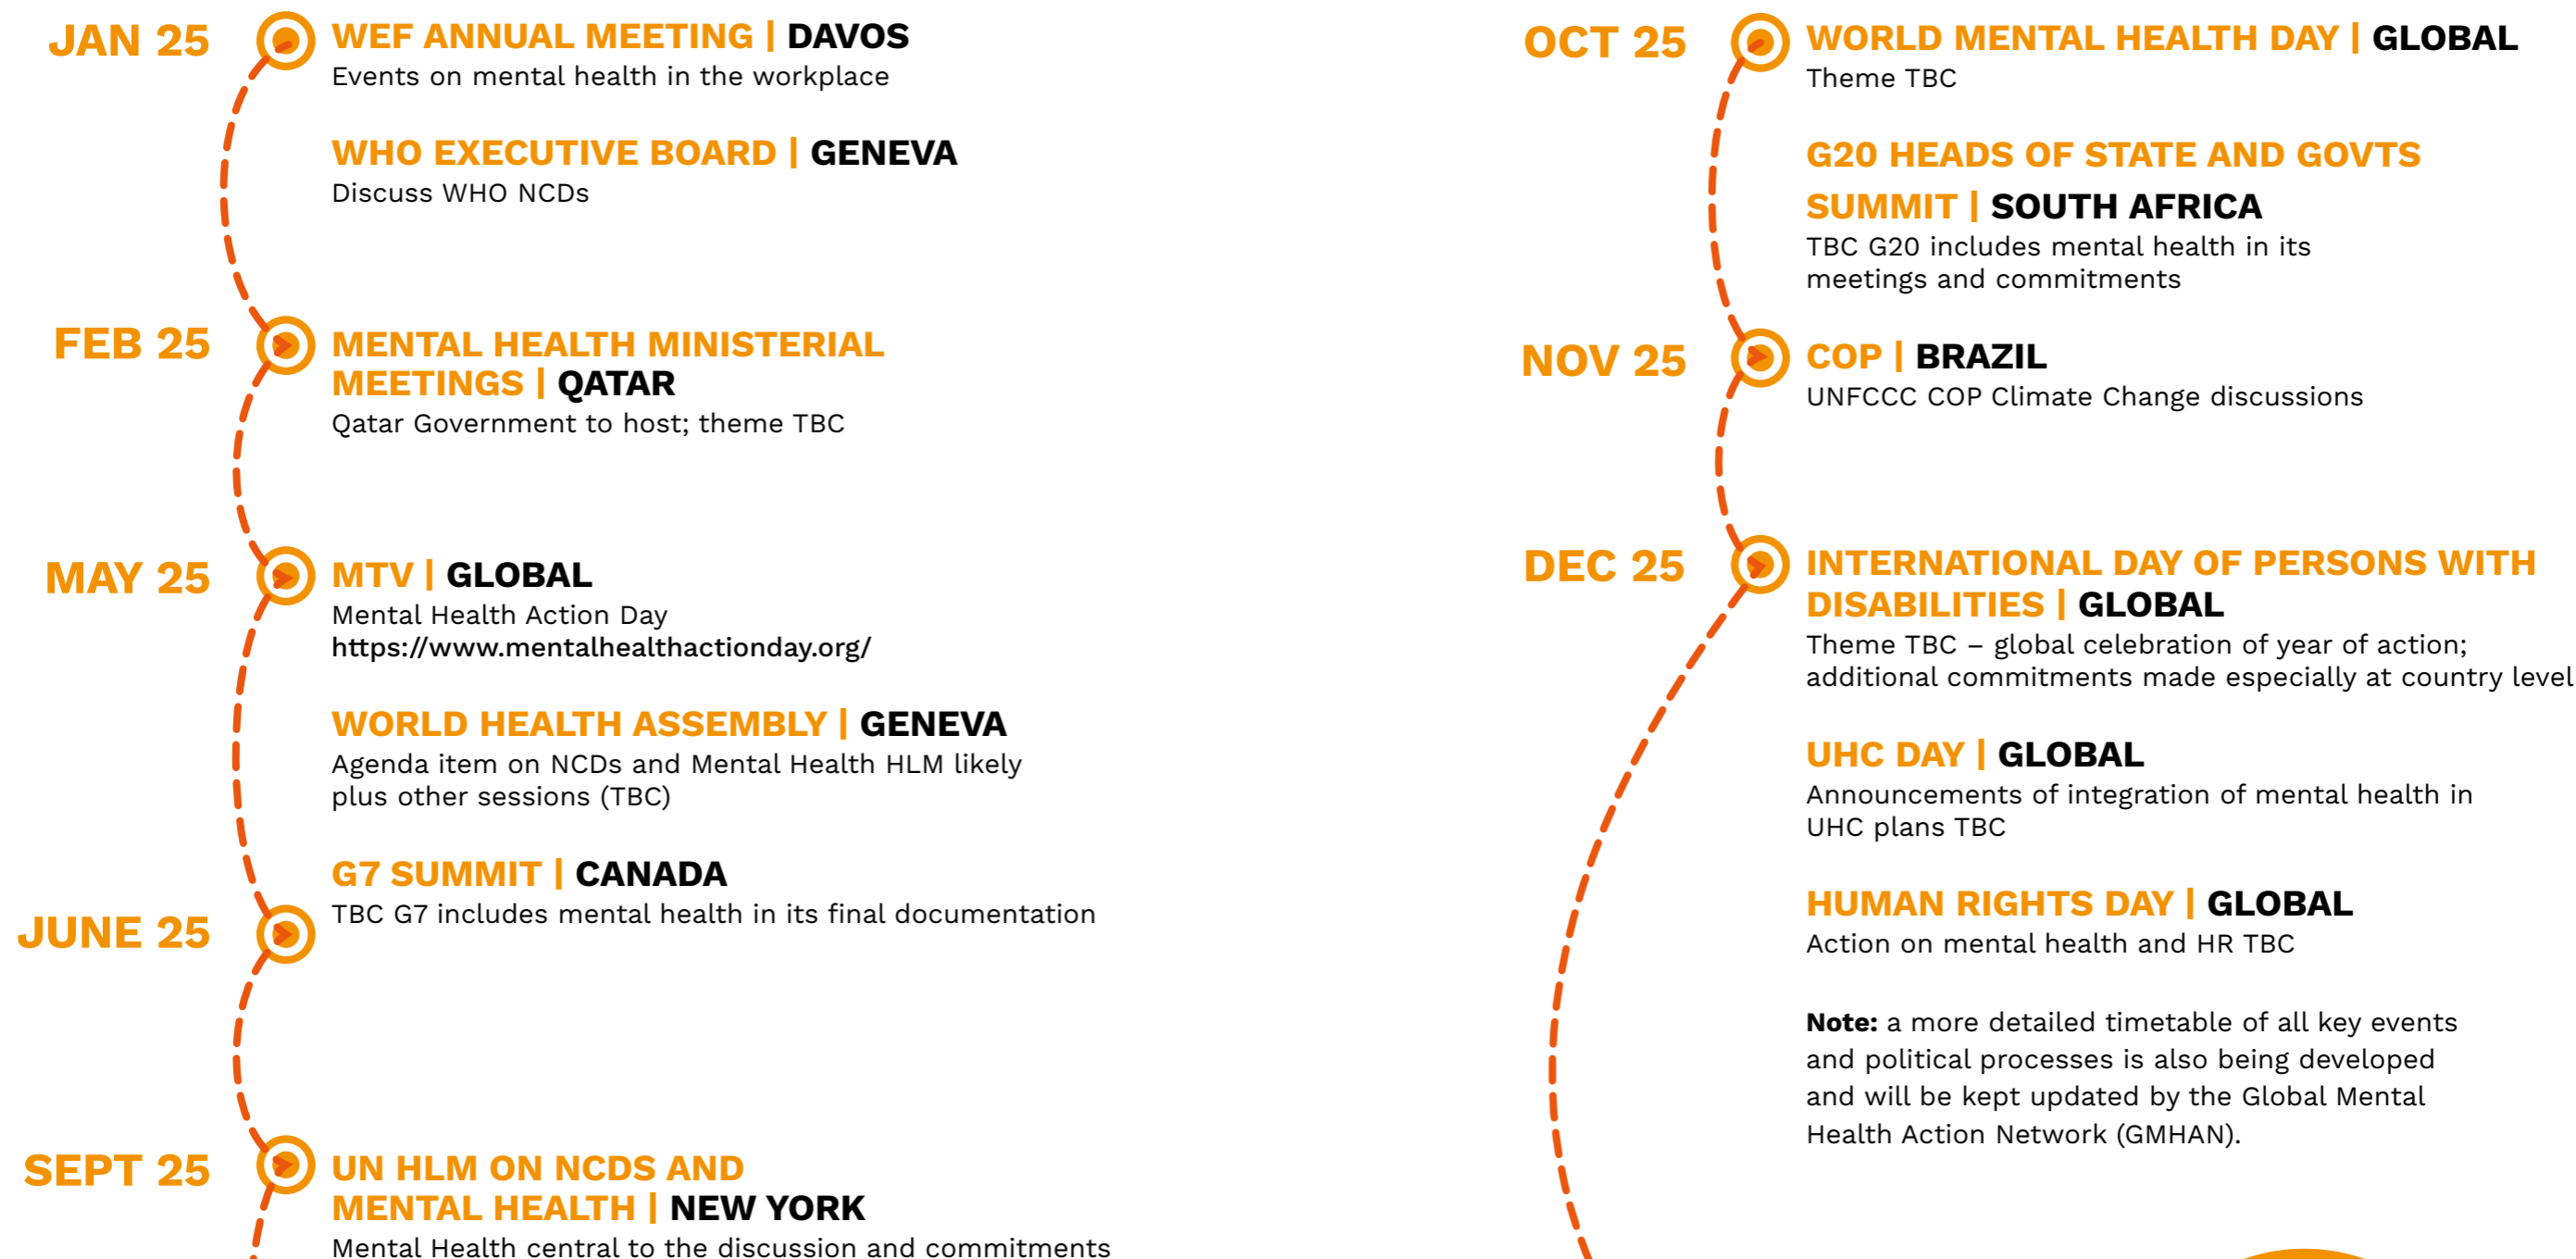 JAN 25
WEF ANNUAL MEETING | DAVOS
Events on mental health in the workplace
WHO EXECUTIVE BOARD | GENEVA
Discuss WHO NCDs
FEB 25
MENTAL HEALTH MINISTERIAL
MEETINGS | QATAR
Qatar Government to host; theme TBC
MAY 25
MTV | GLOBAL
Mental Health Action Day
https://www.mentalhealthactionday.org/
WORLD HEALTH ASSEMBLY | GENEVA
Agenda item on NCDs and Mental Health HLM likely
plus other sessions (TBC)
JUNE 25
G7 SUMMIT | CANADA
TBC G7 includes mental health in its final documentation
SEPT 25
UN HLM ON NCDS AND
MENTAL HEALTH | NEW YORK
Mental Health central to the discussion and commitments
OCT 25
WORLD MENTAL HEALTH DAY | GLOBAL
Theme TBC
G20 HEADS OF STATE AND GOVTS
SUMMIT | SOUTH AFRICA
TBC G20 includes mental health in its
meetings and commitments
NOV 25
COP | BRAZIL
UNFCCC COP Climate Change discussions
DEC 25
INTERNATIONAL DAY OF PERSONS WITH
DISABILITIES | GLOBAL
Theme TBC – global celebration of year of action;
additional commitments made especially at country level
UHC DAY | GLOBAL
Announcements of integration of mental health in
UHC plans TBC
HUMAN RIGHTS DAY | GLOBAL
Action on mental health and HR TBC
Note: a more detailed timetable of all key events
and political processes is also being developed
and will be kept updated by the Global Mental
Health Action Network (GMHAN).